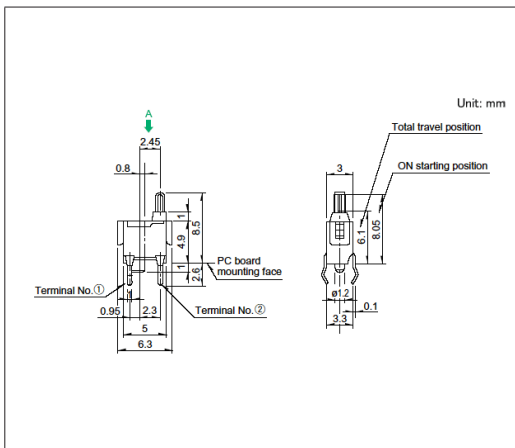 Unit: mm
A
2.45
0.8
Total travel position
3
ON starting position
1
8.5
4.9
6.1
8.05
PC board
mounting face
1
2.6
Terminal No.①
Terminal No.②
1
ø1.2
0.95
2.3
0.1
5
3.3
6.3